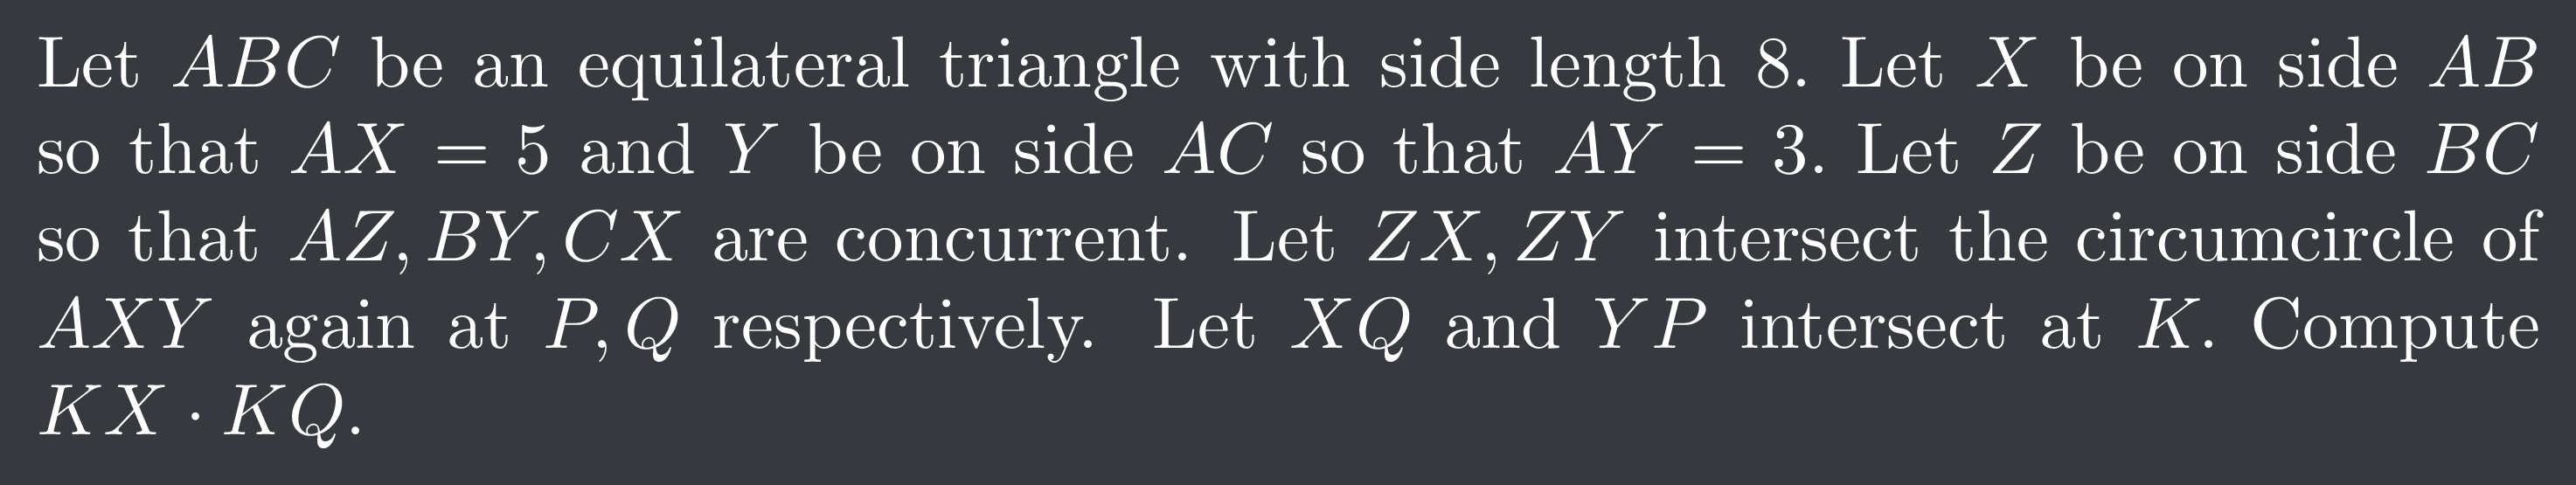 Let ABC be an equilateral triangle with side length 8. Let X be on side AB
so that AX = 5 and Y be on side AC so that AY = 3. Let Z be on side BC
so that AZ, BY, CX are concurrent. Let ZX, ZY intersect the circumcircle of
AXY again at P, Q respectively. Let XQ and YP intersect at K. Compute
KX · KQ.